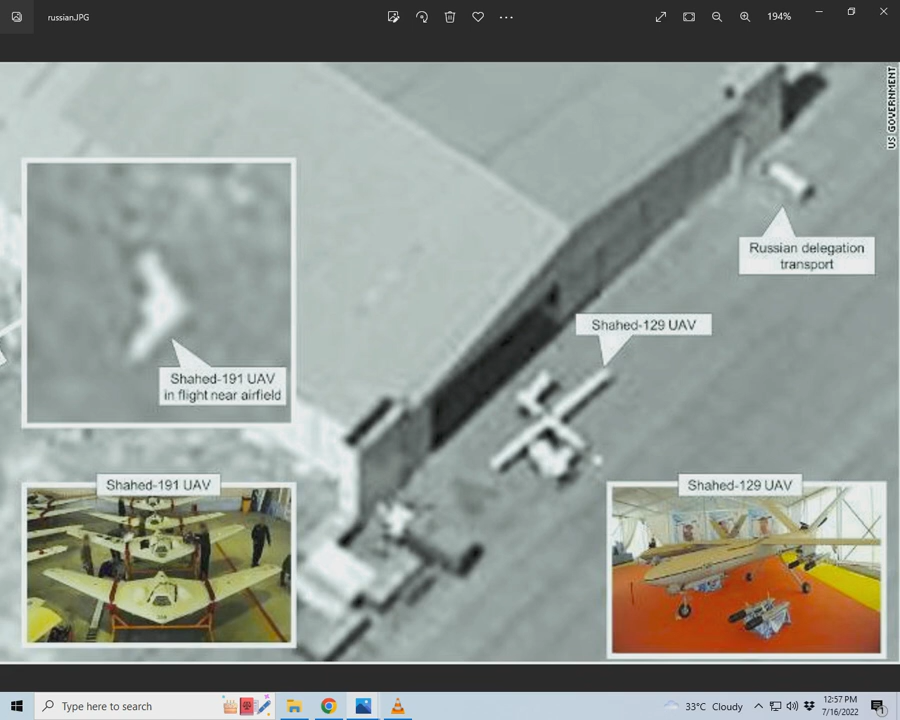 russian.JPG
194%
US GOVERNMENT
Russian delegation
transport
Shahed-129 UAV
Shahed-191 UAV
in flight near airfield
Shahed-191 UAV
Shahed-129 UAV
Type here to search
33°C Cloudy
12:57 PM
7/16/2022
1